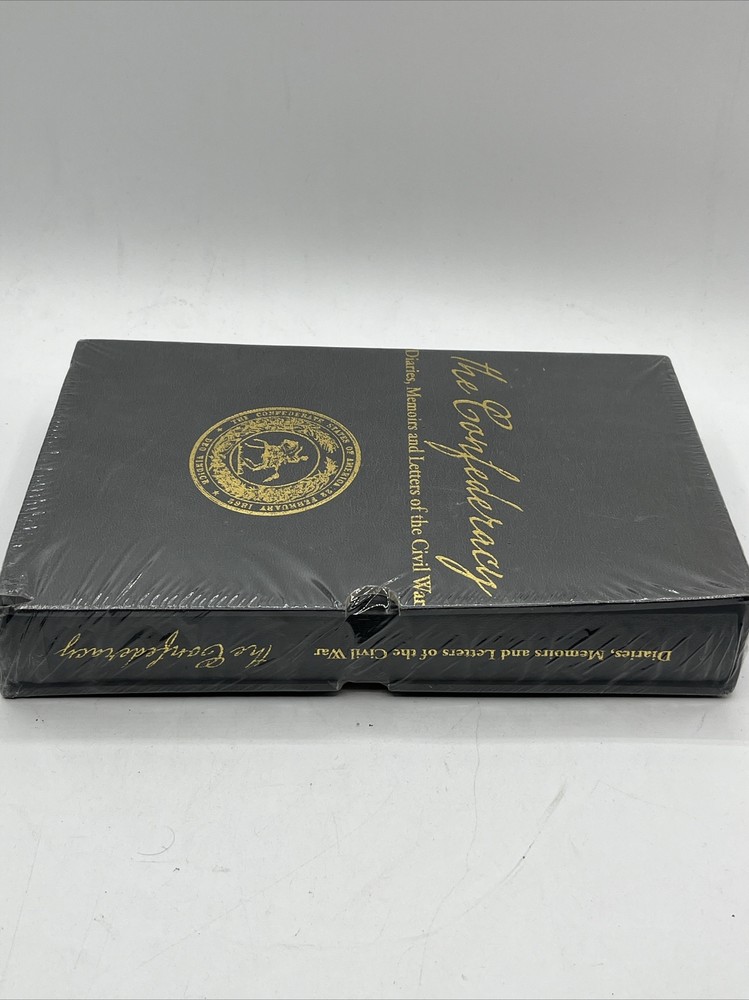 the Confederacy
Diaries, Memoirs and Letters of the Civil War
THE CONFEDERATE STATES OF AMERICA 22 FEBRUARY 1862 DEO VINDICE
the Confederacy
Diaries, Memoirs and Letters of the Civil War